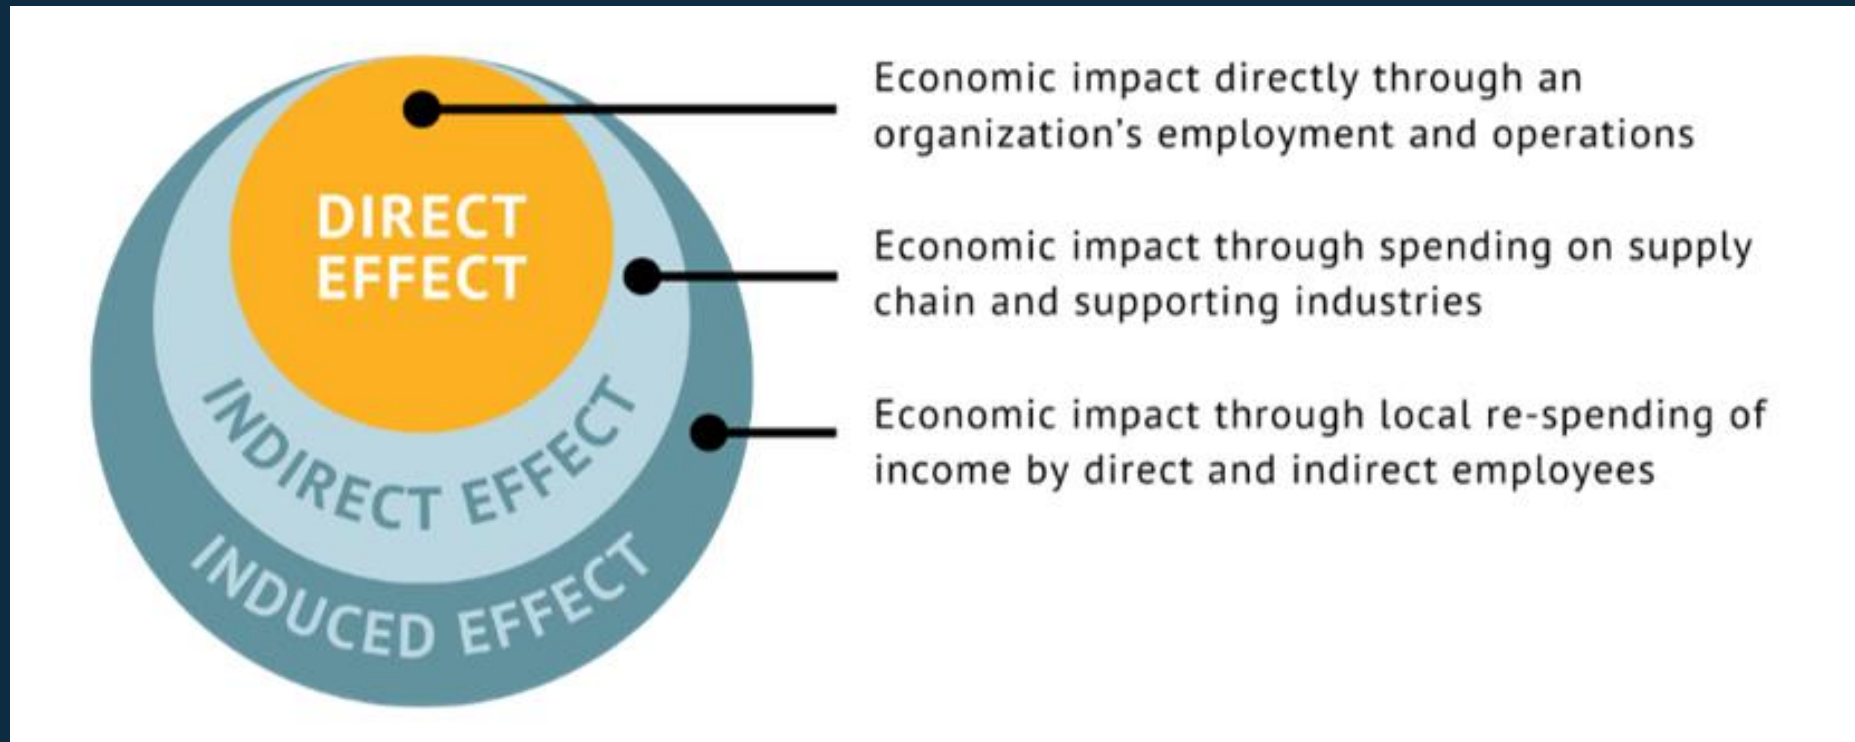 DIRECT
EFFECT
INDIRECT EFFECT
INDUCED EFFECT
Economic impact directly through an
organization’s employment and operations
Economic impact through spending on supply
chain and supporting industries
Economic impact through local re-spending of
income by direct and indirect employees